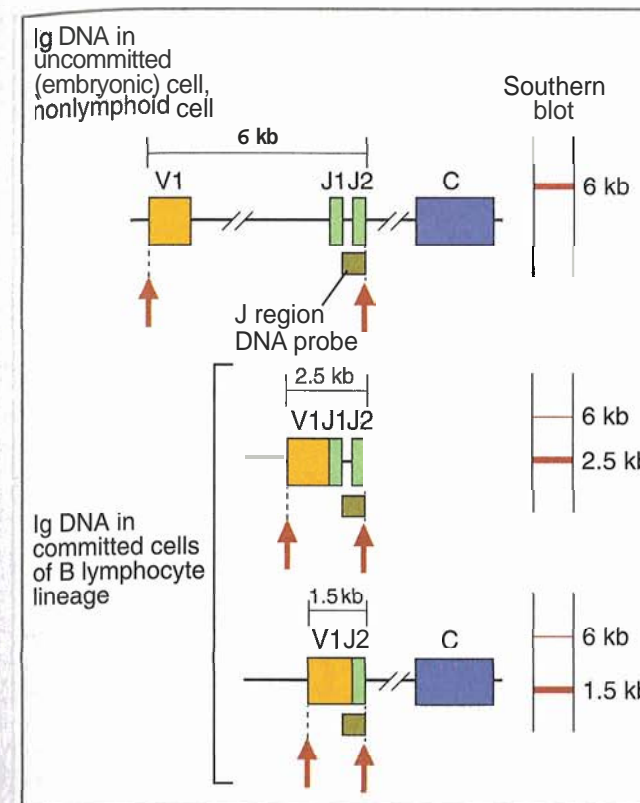 Ig DNA in
uncommitted
(embryonic) cell,
nonlymphoid cell
Southern
blot
6 kb
V1 J1 J2 C
6 kb
J region
DNA probe
2.5 kb
V1J1J2
6 kb
2.5 kb
Ig DNA in
committed cells
of B lymphocyte
lineage
1.5 kb
V1J2 C
6 kb
1.5 kb